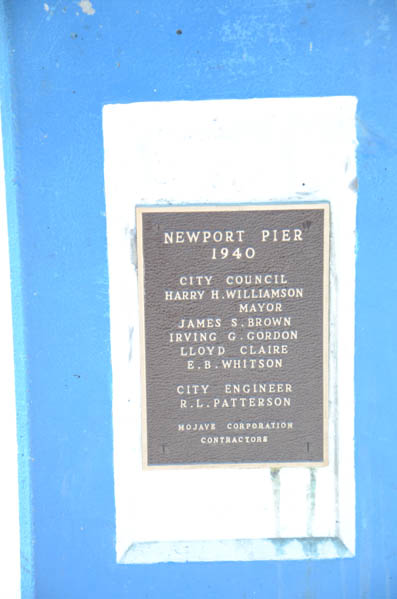 NEWPORT PIER
1940
CITY COUNCIL
HARRY H. WILLIAMSON
MAYOR
JAMES S. BROWN
IRVING G. GORDON
LLOYD CLAIRE
E. B. WHITSON
CITY ENGINEER
R. L. PATTERSON
MOJAVE CORPORATION
CONTRACTORS